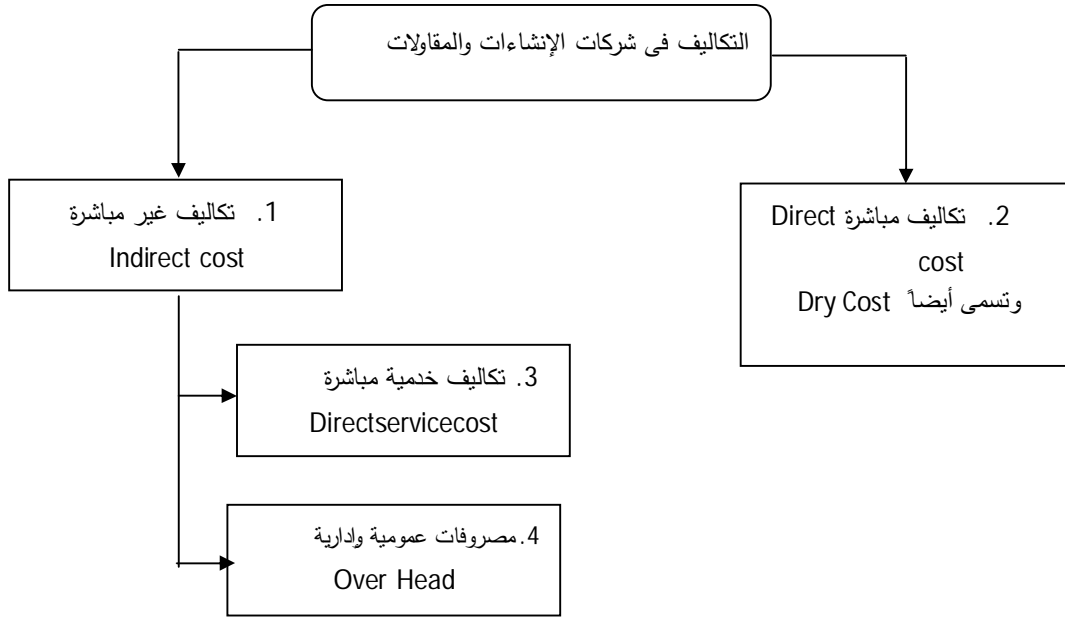 التكاليف فى شركات الإنشاءات والمقاولات
1. تكاليف غير مباشرة
Indirect cost
2. تكاليف مباشرة Direct
cost
وتسمى أيضاً Dry Cost
3. تكاليف خدمية مباشرة
Directservicecost
4.مصروفات عمومية وإدارية
Over Head